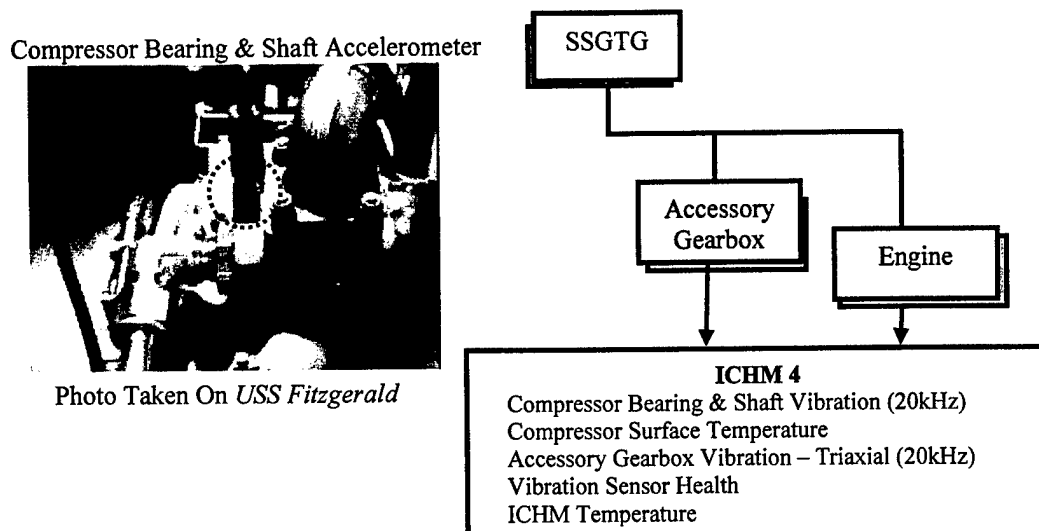 Compressor Bearing & Shaft Accelerometer
Photo Taken On USS Fitzgerald
SSGTG
Accessory
Gearbox
Engine
ICHM 4
Compressor Bearing & Shaft Vibration (20kHz)
Compressor Surface Temperature
Accessory Gearbox Vibration – Triaxial (20kHz)
Vibration Sensor Health
ICHM Temperature